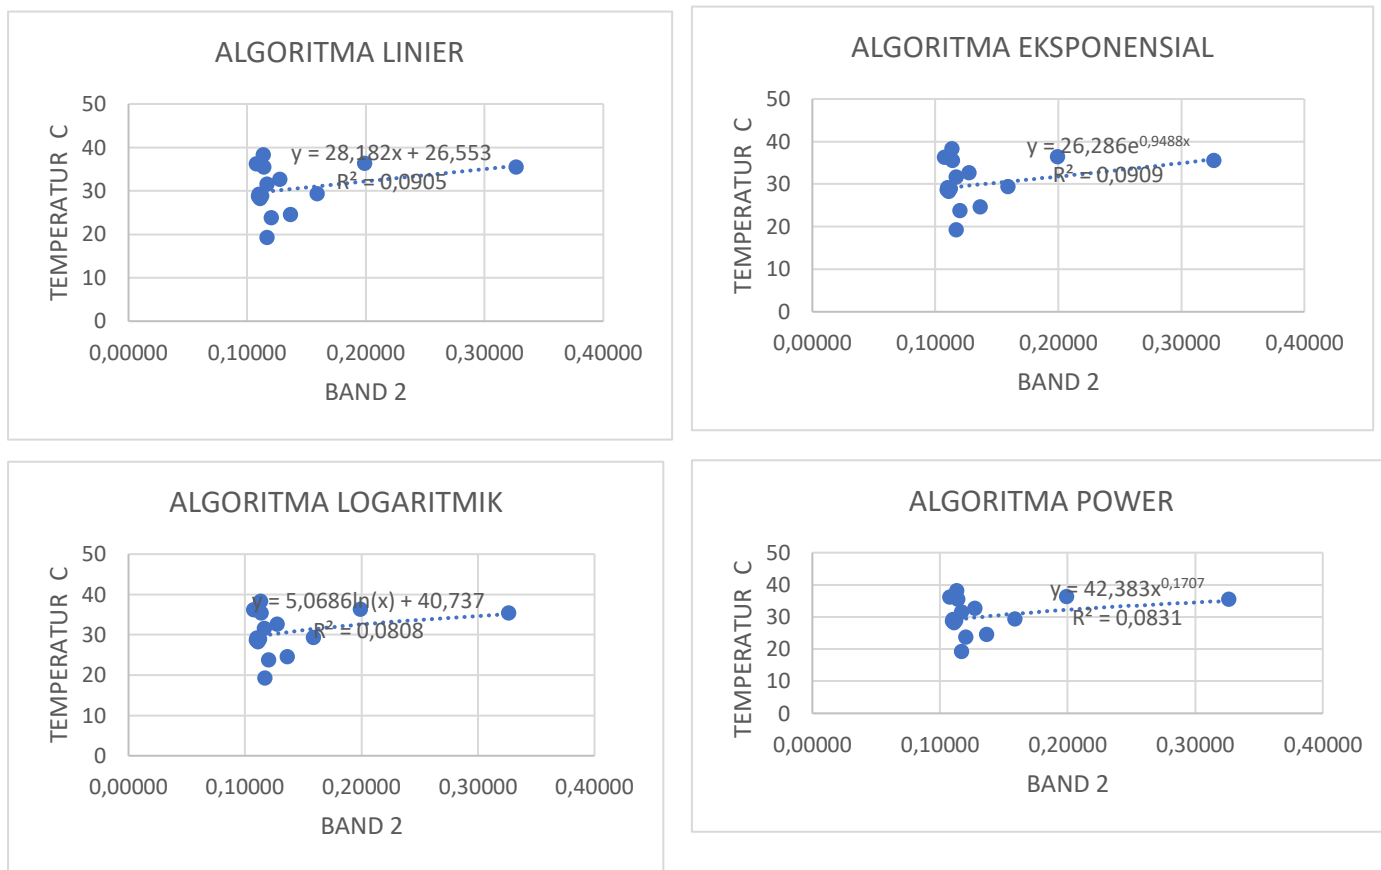 ALGORITMA LINIER
50
40
30
20
10
0
0,00000 0,10000 0,20000 0,30000 0,40000
TEMPERATUR C
BAND 2
y = 28,182x + 26,553
R² = 0,0905
ALGORITMA EKSPONENSIAL
50
40
30
20
10
0
0,00000 0,10000 0,20000 0,30000 0,40000
TEMPERATUR C
BAND 2
y = 26,286e^0,9488x
R² = 0,0909
ALGORITMA LOGARITMIK
50
40
30
20
10
0
0,00000 0,10000 0,20000 0,30000 0,40000
TEMPERATUR C
BAND 2
y = 5,0686ln(x) + 40,737
R² = 0,0808
ALGORITMA POWER
50
40
30
20
10
0
0,00000 0,10000 0,20000 0,30000 0,40000
TEMPERATUR C
BAND 2
y = 42,383x^0,1707
R² = 0,0831